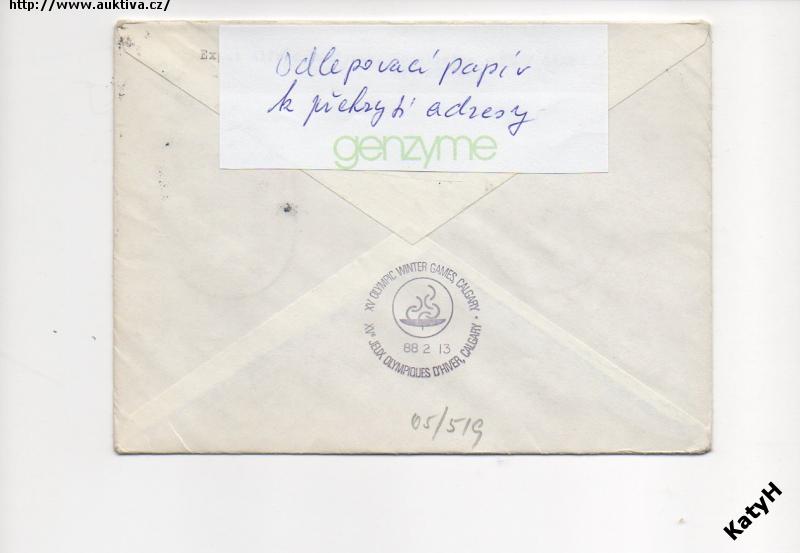 http://www.auktiva.cz/
Exp
Odlepovací papír
k překrytí adresy
genzyme
XV OLYMPIC WINTER GAMES, CALGARY
88 2 13
XVes JEUX OLYMPIQUES D'HIVER, CALGARY •
05/519
KatyH